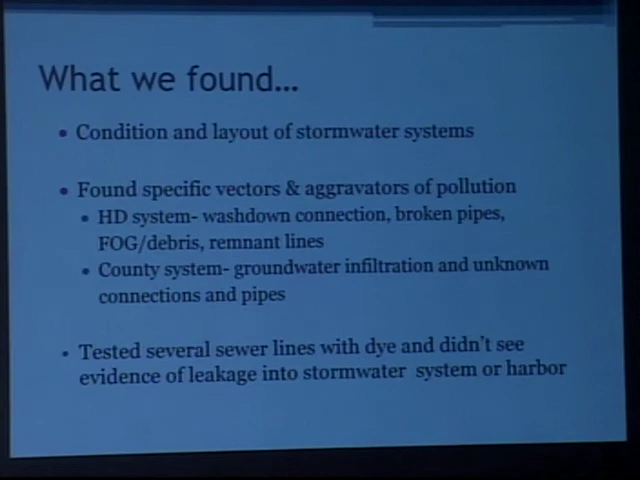 What we found...
• Condition and layout of stormwater systems
• Found specific vectors & aggravators of pollution
• HD system- washdown connection, broken pipes,
FOG/debris, remnant lines
• County system- groundwater infiltration and unknown
connections and pipes
• Tested several sewer lines with dye and didn't see
evidence of leakage into stormwater system or harbor